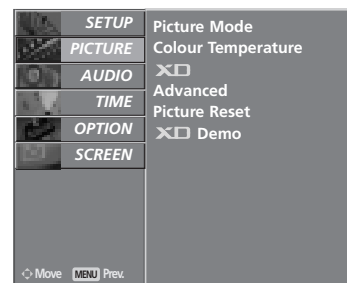 SETUP
PICTURE
AUDIO
TIME
OPTION
SCREEN
Move MENU Prev.
Picture Mode
Colour Temperature
XD
Advanced
Picture Reset
XD Demo